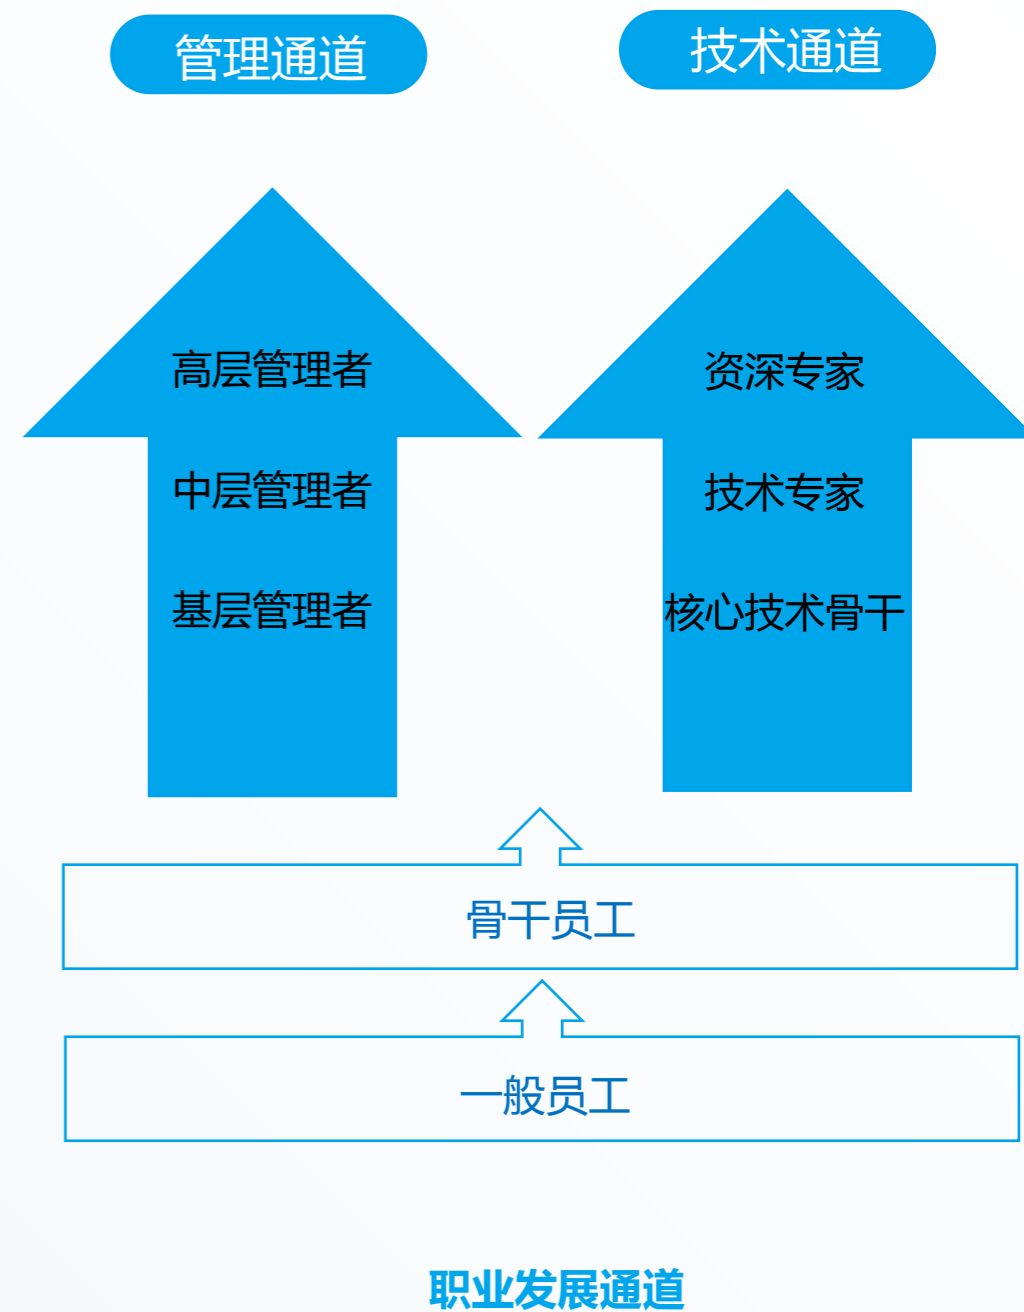 管理通道
技术通道
高层管理者
中层管理者
基层管理者
资深专家
技术专家
核心技术骨干
骨干员工
一般员工
职业发展通道